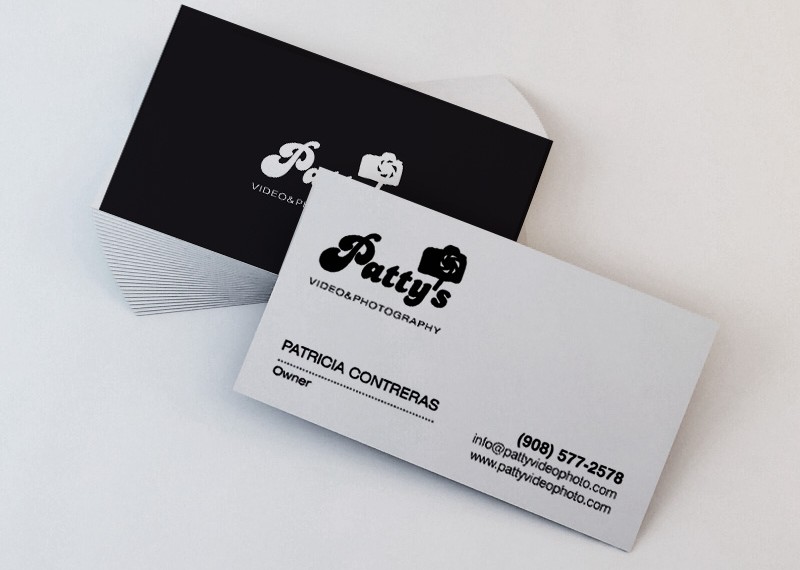 Patty's
VIDEO&PHOTOGRAPHY
PATRICIA CONTRERAS
Owner
(908) 577-2578
info@pattyvideophoto.com
www.pattyvideophoto.com